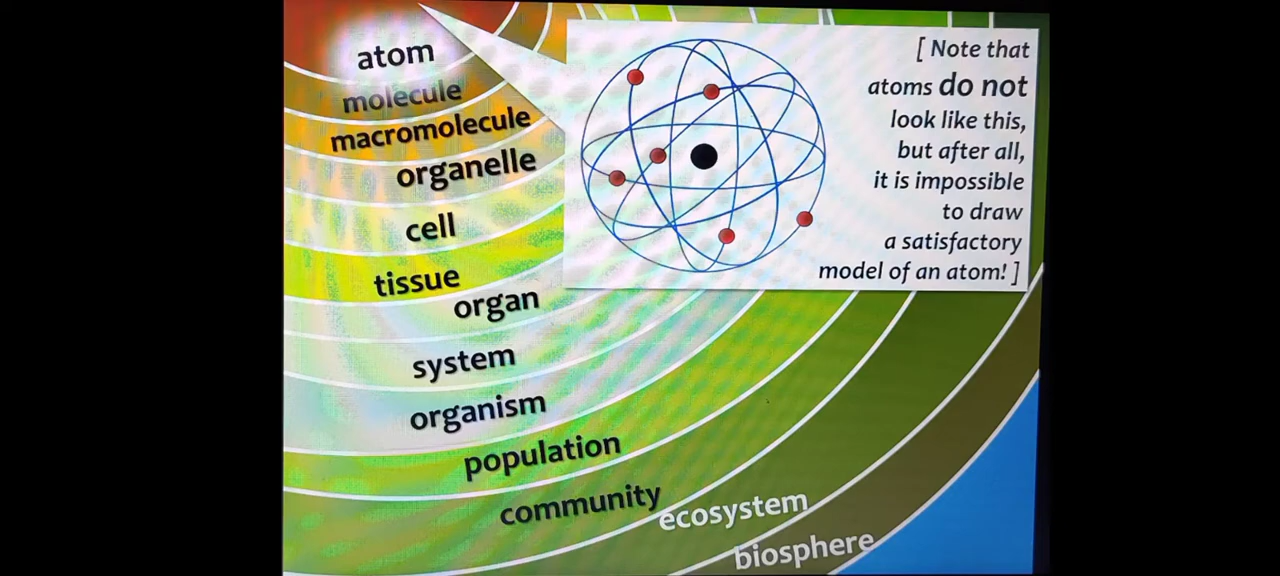 atom
molecule
macromolecule
organelle
cell
tissue
organ
system
organism
population
community
ecosystem
biosphere
[ Note that
atoms do not
look like this,
but after all,
it is impossible
to draw
a satisfactory
model of an atom! ]